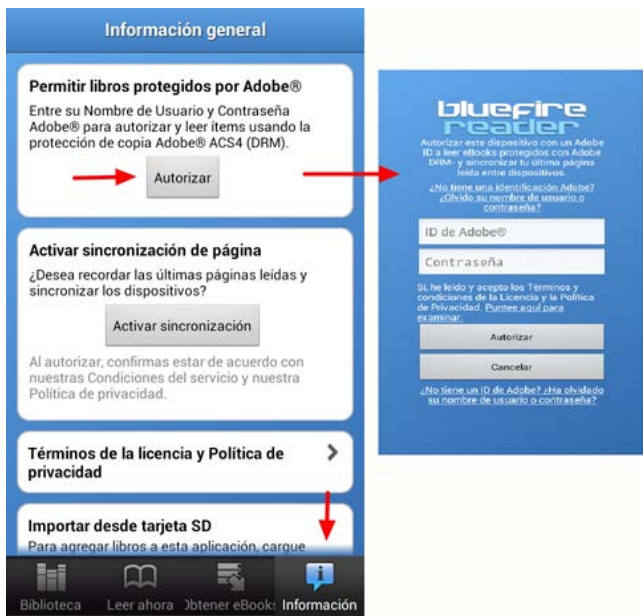 Información general
Permitir libros protegidos por Adobe®
Entre su Nombre de Usuario y Contraseña
Adobe® para autorizar y leer ítems usando la
protección de copia Adobe® ACS4 (DRM).
Autorizar
Activar sincronización de página
¿Desea recordar las últimas páginas leídas y
sincronizar los dispositivos?
Activar sincronización
Al autorizar, confirmas estar de acuerdo con
nuestras Condiciones del servicio y nuestra
Política de privacidad.
Términos de la licencia y Política de
privacidad
Importar desde tarjeta SD
Para agregar libros a esta aplicación, cargue
Biblioteca
Leer ahora
Obtener eBook
Información
bluefire
reader
Autorizar este dispositivo con un Adobe
ID a leer eBooks protegidos con Adobe
DRM- y sincronizar tu última página
leída entre dispositivos.
¿No tiene una identificación Adobe?
¿Olvido su nombre de usuario o
contraseña?
ID de Adobe®
Contraseña
SI, he leido y acepto los Términos y
condiciones de la Licencia y la Política
de Privacidad. Puntee aquí para
examinar.
Autorizar
Cancelar
¿No tiene un ID de Adobe? ¿Ha olvidado
su nombre de usuario o contraseña?